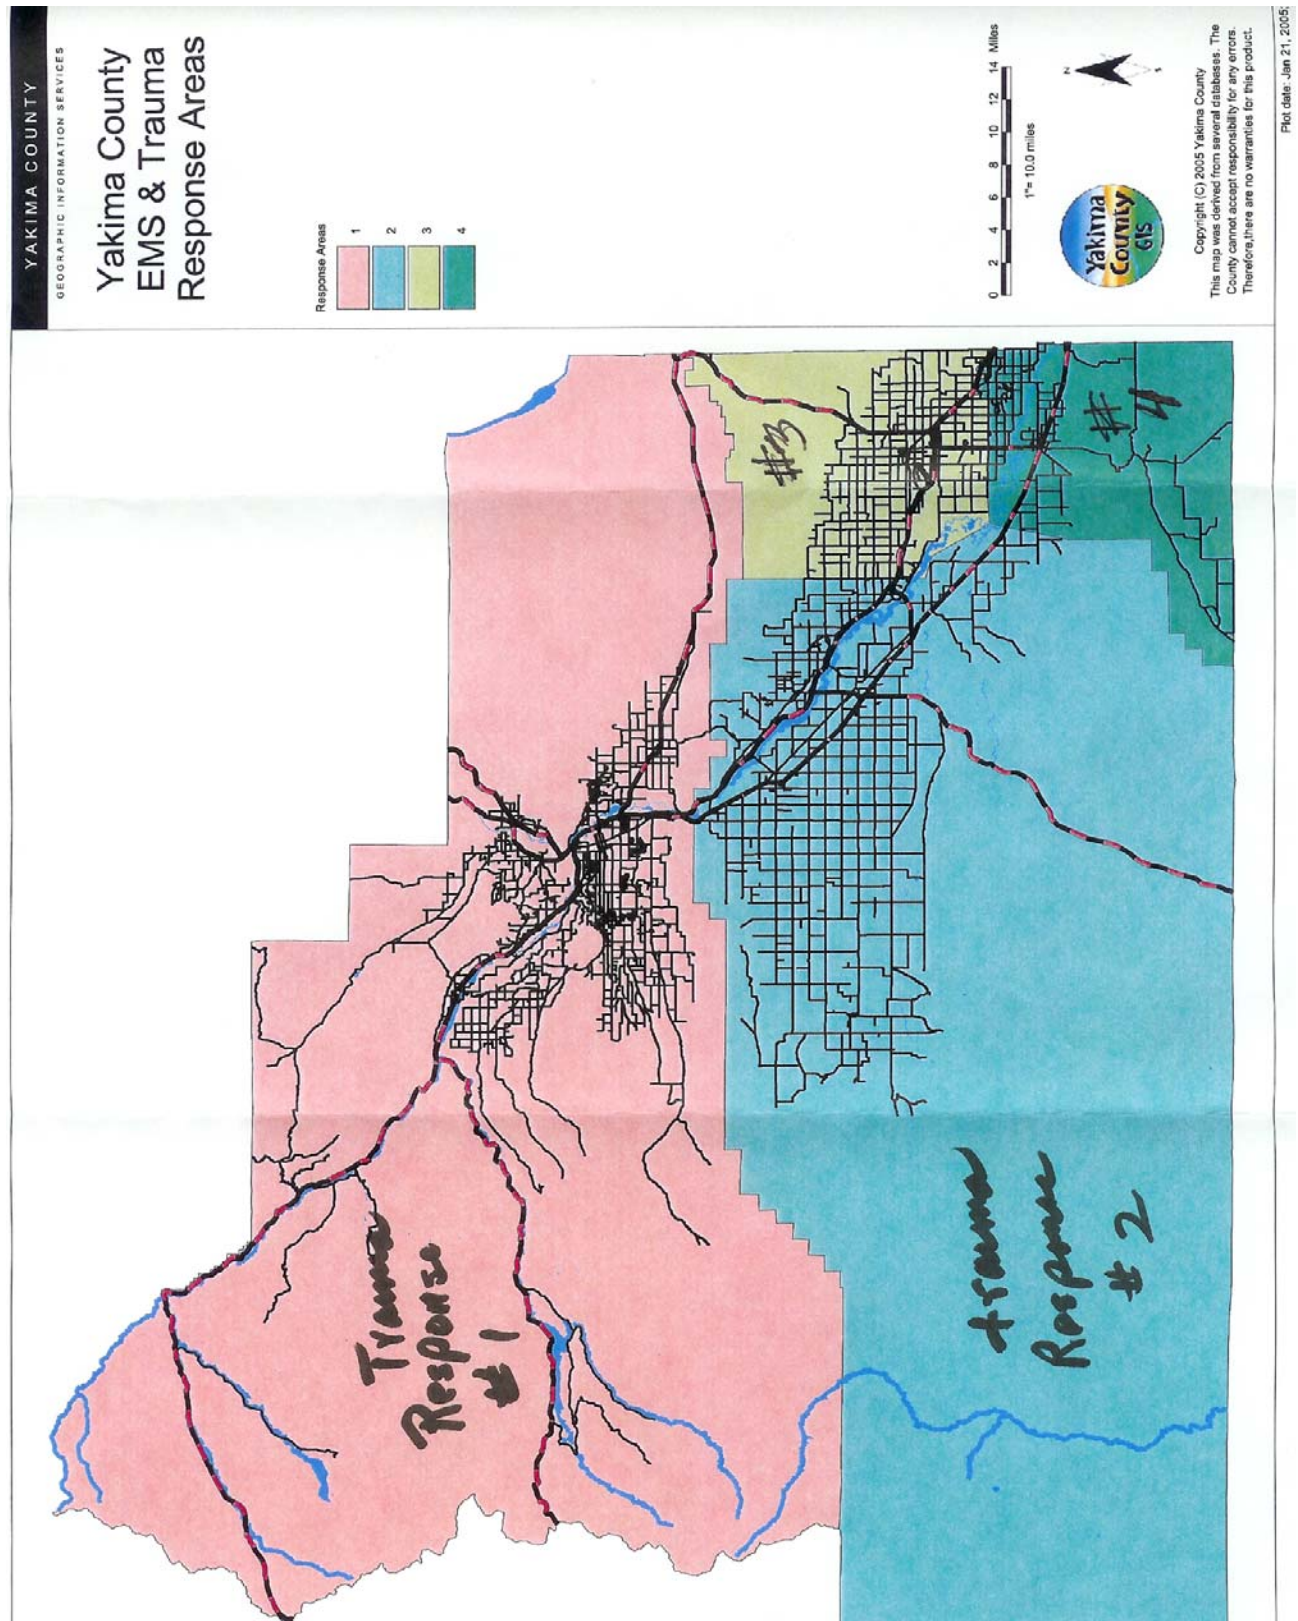 YAKIMA COUNTY
GEOGRAPHIC INFORMATION SERVICES
Yakima County
EMS & Trauma
Response Areas
Response Areas
1
2
3
4
0 2 4 6 8 10 12 14 Miles
1"= 10.0 miles
N
S
Yakima
County
GIS
Copyright (C) 2005 Yakima County
This map was derived from several databases. The
County cannot accept responsibility for any errors.
Therefore,there are no warranties for this product.
Plot date: Jan 21, 2005;
#3
#4
Trauma
Response
#1
trauma
Response
#2